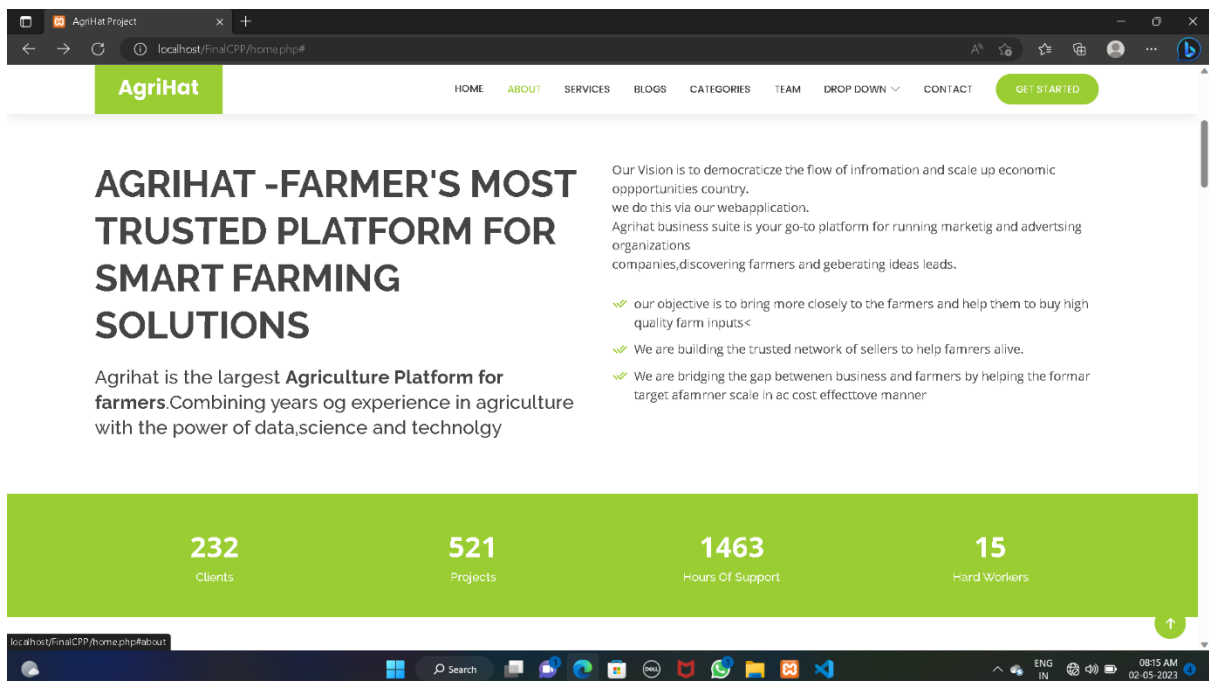 AgriHat Project
localhost/FinalCPP/home.php#
AgriHat
HOME ABOUT SERVICES BLOGS CATEGORIES TEAM DROP DOWN CONTACT GET STARTED
AGRIHAT -FARMER'S MOST
TRUSTED PLATFORM FOR
SMART FARMING
SOLUTIONS
Agrihat is the largest Agriculture Platform for
farmers.Combining years og experience in agriculture
with the power of data,science and technolgy
Our Vision is to democraticze the flow of infromation and scale up economic
oppportunities country.
we do this via our webapplication.
Agrihat business suite is your go-to platform for running marketig and advertsing
organizations
companies,discovering farmers and geberating ideas leads.
our objective is to bring more closely to the farmers and help them to buy high
quality farm inputs<
We are building the trusted network of sellers to help famrers alive.
We are bridging the gap betwenen business and farmers by helping the formar
target afamrner scale in ac cost effecttove manner
232 521 1463 15
Clients Projects Hours Of Support Hard Workers
localhost/FinalCPP/home.php#about
Search
DELL
ENG
IN
08:15 AM
02-05-2023